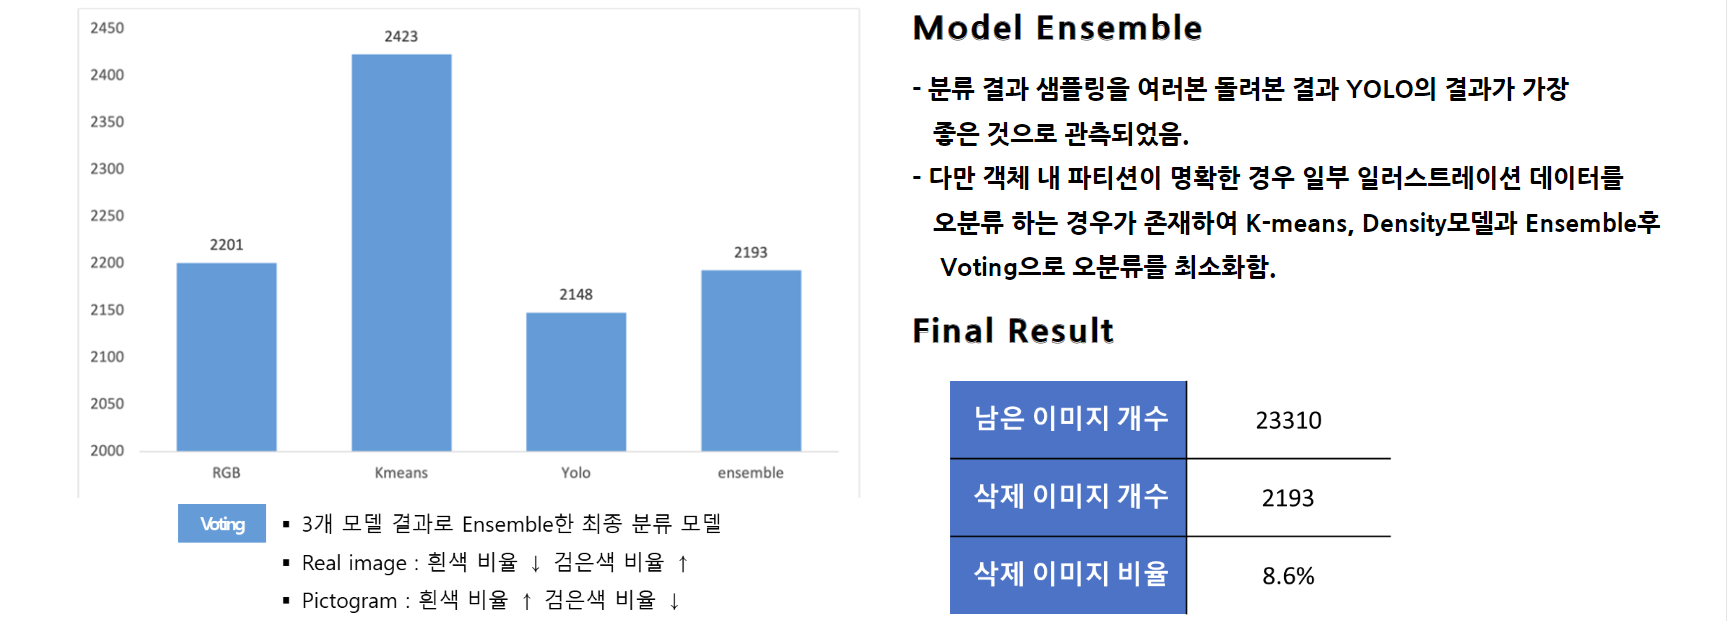 2450
2400
2350
2300
2250
2200
2150
2100
2050
2000
2201
2423
2148
2193
RGB
Kmeans
Yolo
ensemble
Voting
▪ 3개 모델 결과로 Ensemble한 최종 분류 모델
▪ Real image : 흰색 비율 ↓ 검은색 비율 ↑
▪ Pictogram : 흰색 비율 ↑ 검은색 비율 ↓
Model Ensemble
- 분류 결과 샘플링을 여러본 돌려본 결과 YOLO의 결과가 가장
좋은 것으로 관측되었음.
- 다만 객체 내 파티션이 명확한 경우 일부 일러스트레이션 데이터를
오분류 하는 경우가 존재하여 K-means, Density모델과 Ensemble후
Voting으로 오분류를 최소화함.
Final Result
남은 이미지 개수 23310
삭제 이미지 개수 2193
삭제 이미지 비율 8.6%